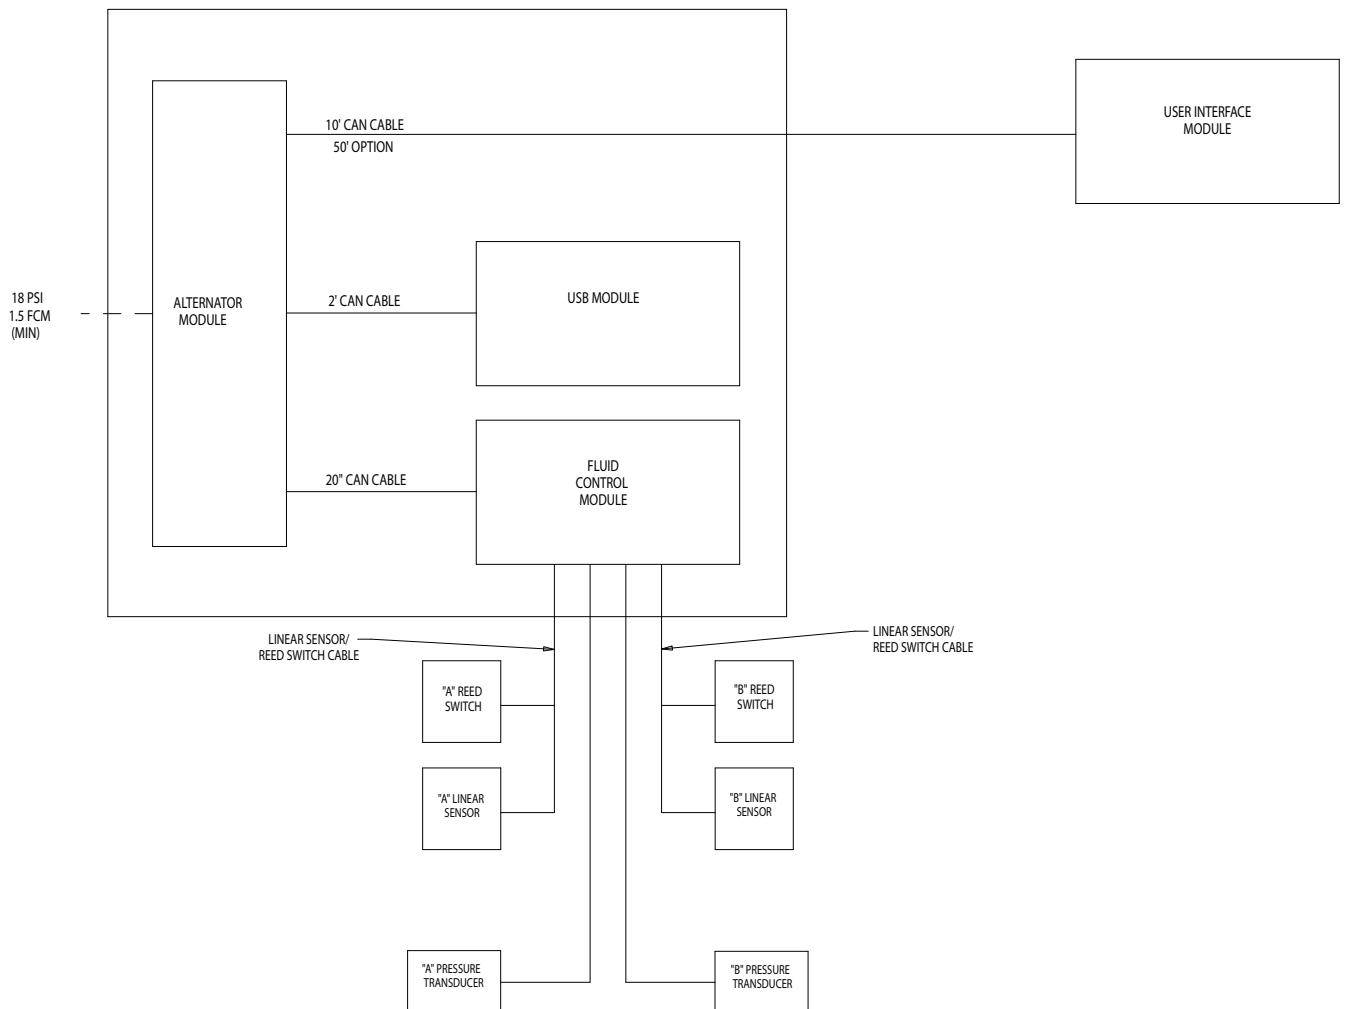 10' CAN CABLE
50' OPTION
USER INTERFACE
MODULE
18 PSI
1.5 FCM
(MIN)
ALTERNATOR
MODULE
2' CAN CABLE
USB MODULE
20" CAN CABLE
FLUID
CONTROL
MODULE
LINEAR SENSOR/
REED SWITCH CABLE
LINEAR SENSOR/
REED SWITCH CABLE
"A" REED
SWITCH
"B" REED
SWITCH
"A" LINEAR
SENSOR
"B" LINEAR
SENSOR
"A" PRESSURE
TRANSDUCER
"B" PRESSURE
TRANSDUCER